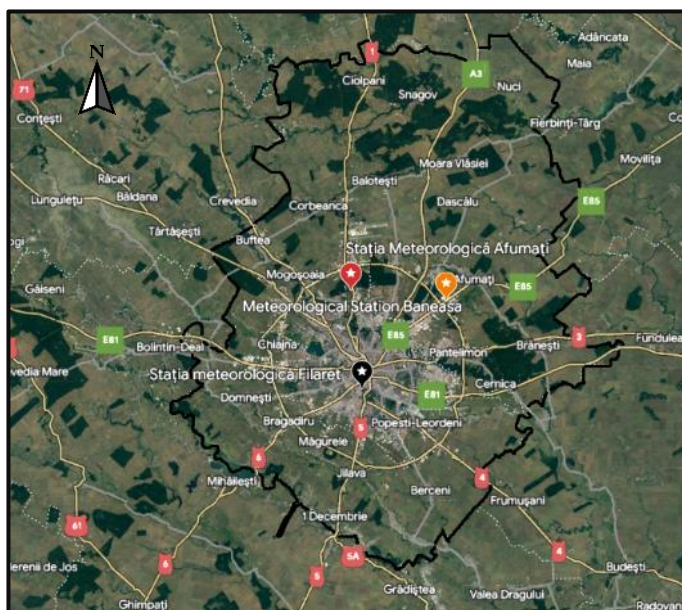 Adâncata
1
N
A3
Maia
Ciolpani
71
Nuci
Snagov
Conțești
Fierbinți-Târg
Moara Vlăsiei
Movilița
Balotești
Răcari
Crevedia
Dascălu
Lungulețu
Băldana
Corbeanca
E85
Tărtășești
Buftea
Stația Meteorologică Afumați
Mogoșoaia
Afumați
Găiseni
E85
Meteorological Station Baneasa
E85
E81
Bolintin-Deal
Chiajna
Pantelimon
Brănești
3
Fundulea
Stația meteorologică Filaret
Cernica
E81
Domnești
Bragadiru
5
Popești-Leordeni
Măgurele
6
Jilava
4
Mihăilești
Berceni
Frumușani
1 Decembrie
61
5A
4
6
5
Budești
Grădiștea
Valea Dragului
Ghimpați